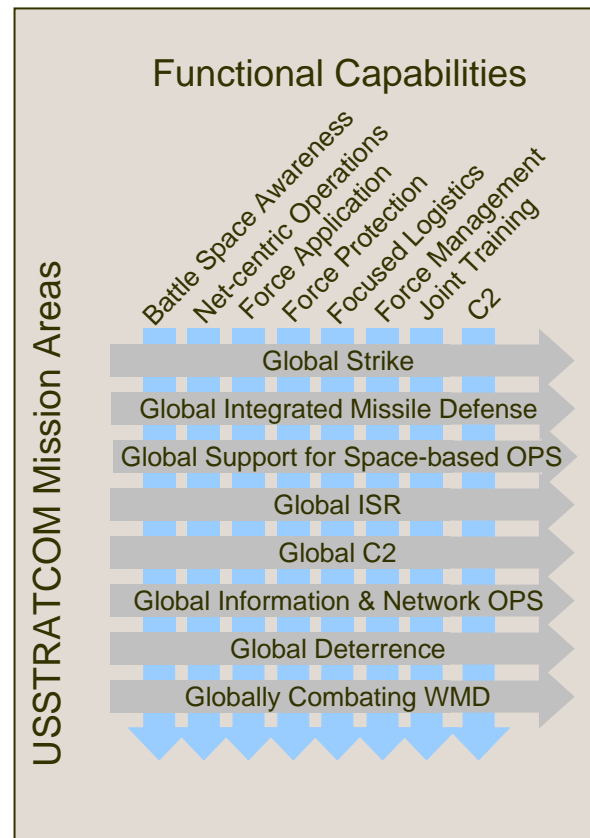 Functional Capabilities
Battle Space Awareness
Net-centric Operations
Force Application
Force Protection
Focused Logistics
Force Management
Joint Training
C2
USSTRATCOM Mission Areas
Global Strike
Global Integrated Missile Defense
Global Support for Space-based OPS
Global ISR
Global C2
Global Information & Network OPS
Global Deterrence
Globally Combating WMD